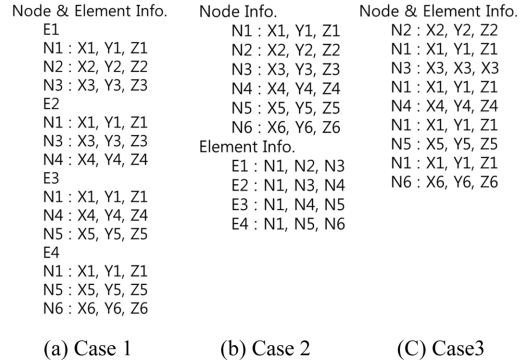 Node & Element Info.
E1
N1 : X1, Y1, Z1
N2 : X2, Y2, Z2
N3 : X3, Y3, Z3
E2
N1 : X1, Y1, Z1
N3 : X3, Y3, Z3
N4 : X4, Y4, Z4
E3
N1 : X1, Y1, Z1
N4 : X4, Y4, Z4
N5 : X5, Y5, Z5
E4
N1 : X1, Y1, Z1
N5 : X5, Y5, Z5
N6 : X6, Y6, Z6
(a) Case 1
Node Info.
N1 : X1, Y1, Z1
N2 : X2, Y2, Z2
N3 : X3, Y3, Z3
N4 : X4, Y4, Z4
N5 : X5, Y5, Z5
N6 : X6, Y6, Z6
Element Info.
E1 : N1, N2, N3
E2 : N1, N3, N4
E3 : N1, N4, N5
E4 : N1, N5, N6
(b) Case 2
Node & Element Info.
N2 : X2, Y2, Z2
N1 : X1, Y1, Z1
N3 : X3, X3, X3
N1 : X1, Y1, Z1
N4 : X4, Y4, Z4
N1 : X1, Y1, Z1
N5 : X5, Y5, Z5
N1 : X1, Y1, Z1
N6 : X6, Y6, Z6
(C) Case3